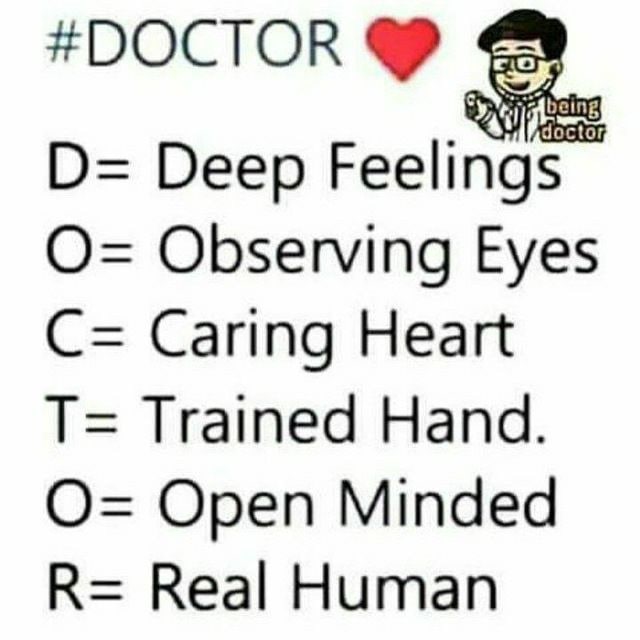 #DOCTOR ❤
being
doctor
D= Deep Feelings
O= Observing Eyes
C= Caring Heart
T= Trained Hand.
O= Open Minded
R= Real Human